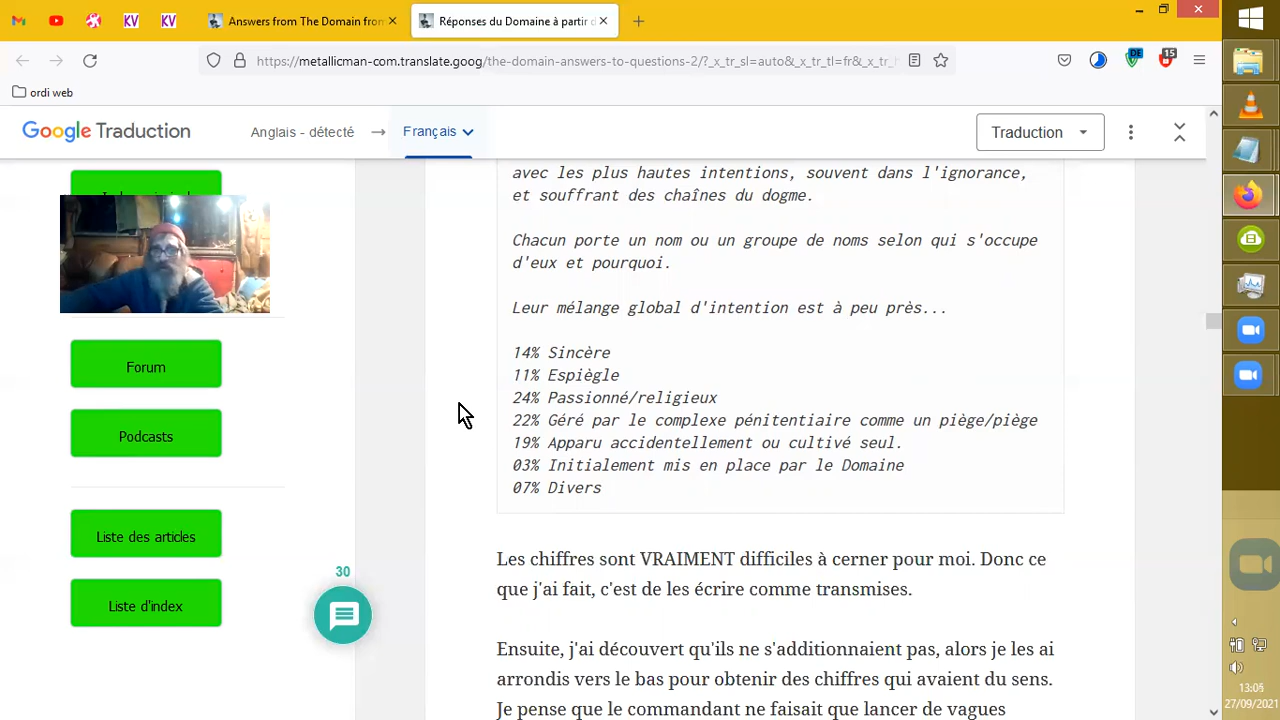 Answers from The Domain from
Réponses du Domaine à partir d
https://metallicman-com.translate.goog/the-domain-answers-to-questions-2/?_x_tr_sl=auto&_x_tr_tl=fr&_x_tr_
DE
15
ordi web
Google Traduction
Anglais - détecté
Français
Traduction
avec les plus hautes intentions, souvent dans l'ignorance,
et souffrant des chaînes du dogme.
Chacun porte un nom ou un groupe de noms selon qui s'occupe
d'eux et pourquoi.
Leur mélange global d'intention est à peu près...
14% Sincère
11% Espiègle
24% Passionné/religieux
22% Géré par le complexe pénitentiaire comme un piège/piège
19% Apparu accidentellement ou cultivé seul.
03% Initialement mis en place par le Domaine
07% Divers
Forum
Podcasts
Liste des articles
Liste d'index
30
Les chiffres sont VRAIMENT difficiles à cerner pour moi. Donc ce
que j'ai fait, c'est de les écrire comme transmises.
Ensuite, j'ai découvert qu'ils ne s'additionnaient pas, alors je les ai
arrondis vers le bas pour obtenir des chiffres qui avaient du sens.
Je pense que le commandant ne faisait que lancer de vagues
13:05
27/09/2021